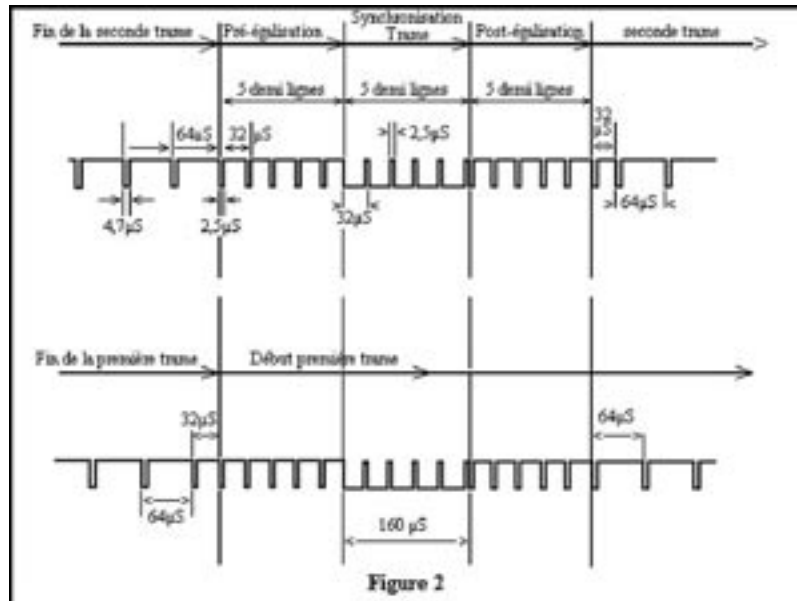 Fin de la seconde trame
Pré-égalisation
Synchronisation
Trame
Post-égalisation
seconde trame
5 demi lignes
5 demi lignes
5 demi lignes
64µS
32 µS
2,5µS
32
µS
4,7µS
2,5µS
32µS
64µS
Fin de la première trame
Début première trame
32µS
64µS
64µS
160 µS
Figure 2